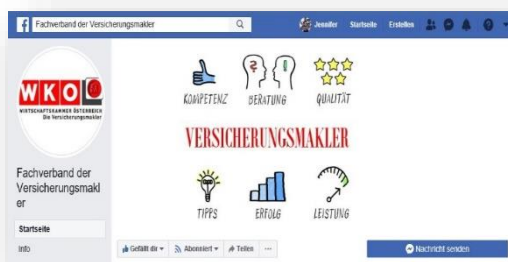 Fachverband der Versicherungsmakler
Jennifer Startseite Erstellen
WKO
WIRTSCHAFTSKAMMER ÖSTERREICH
Die Versicherungsmakler
KOMPETENZ BERATUNG QUALITÄT
VERSICHERUNGSMAKLER
TIPPS ERFOLG LEISTUNG
Fachverband der
Versicherungsmakl
er
Startseite
Info
Gefällt dir Abonniert Teilen ...
Nachricht senden